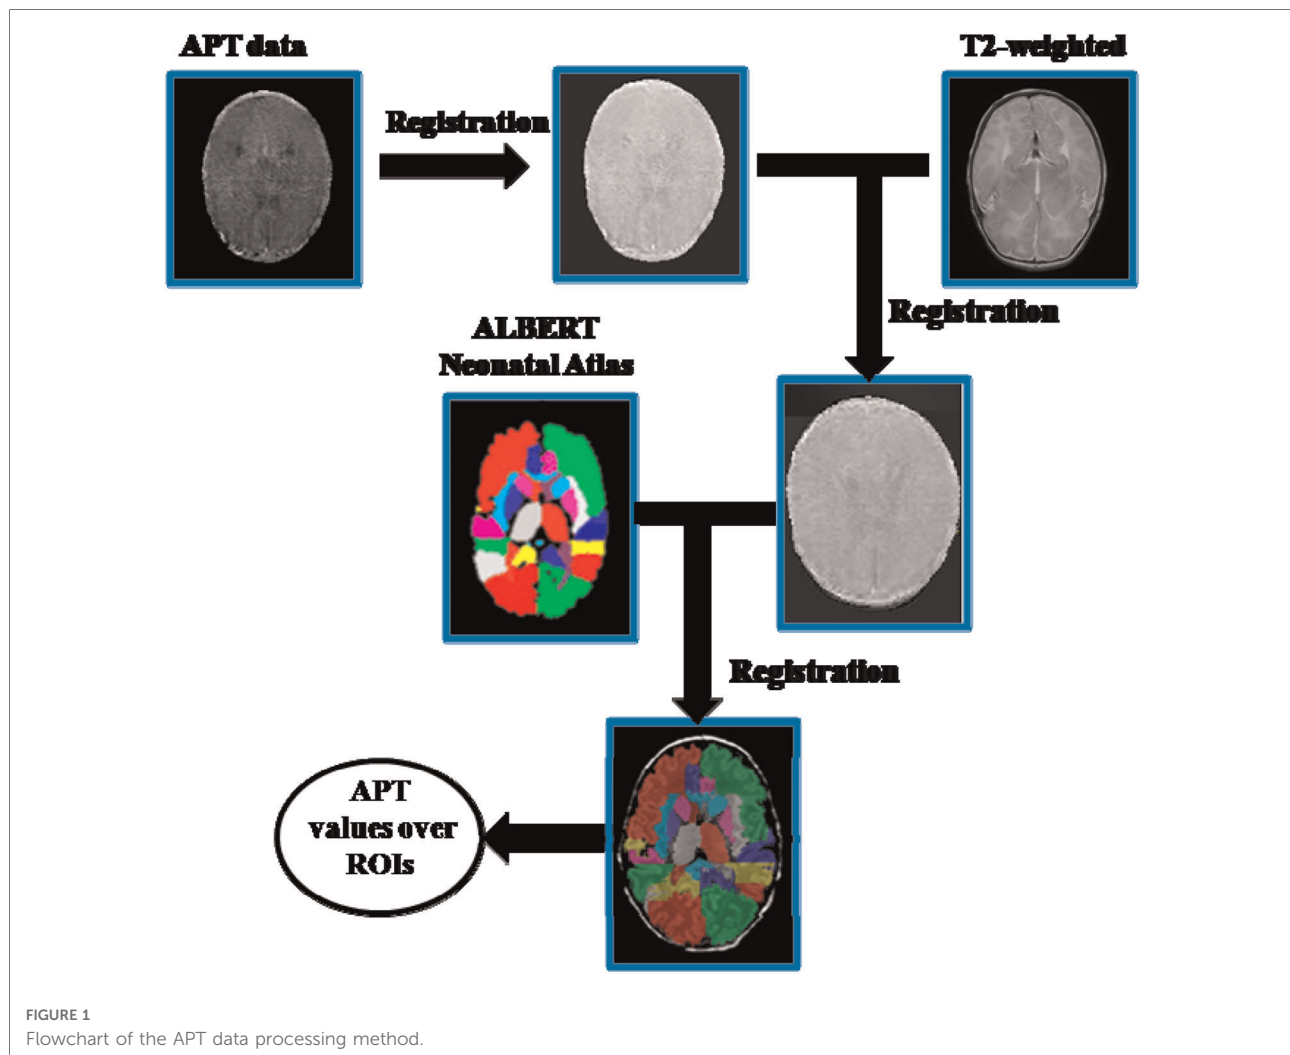 APT data
T2-weighted
Registration
Registration
ALBERT
Neonatal Atlas
Registration
APT
values over
ROIs
FIGURE 1
Flowchart of the APT data processing method.